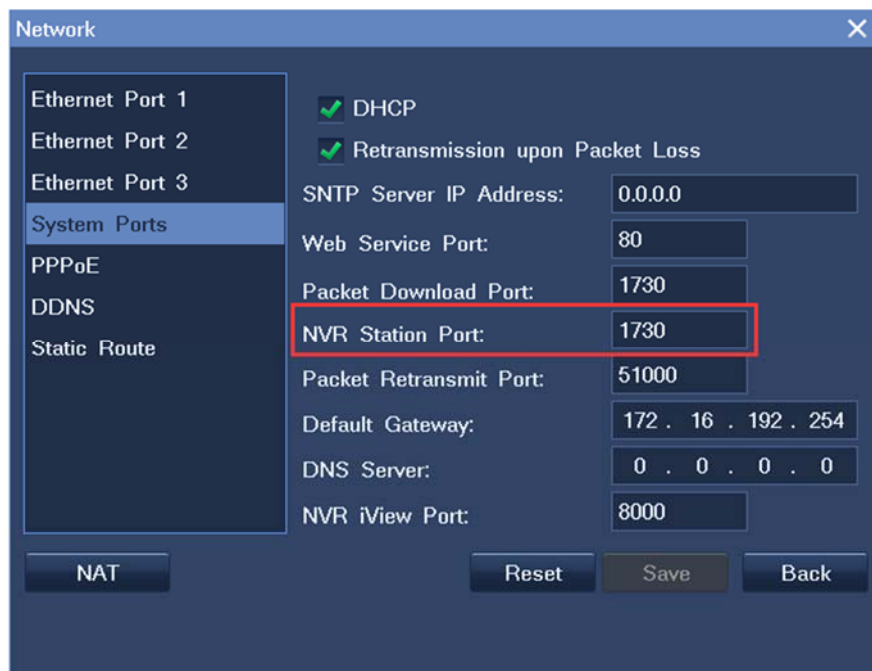 Network
Ethernet Port 1
Ethernet Port 2
Ethernet Port 3
System Ports
PPPoE
DDNS
Static Route
DHCP
Retransmission upon Packet Loss
SNTP Server IP Address: 0.0.0.0
Web Service Port: 80
Packet Download Port: 1730
NVR Station Port: 1730
Packet Retransmit Port: 51000
Default Gateway: 172 . 16 . 192 . 254
DNS Server: 0 . 0 . 0 . 0
NVR iView Port: 8000
NAT Reset Save Back